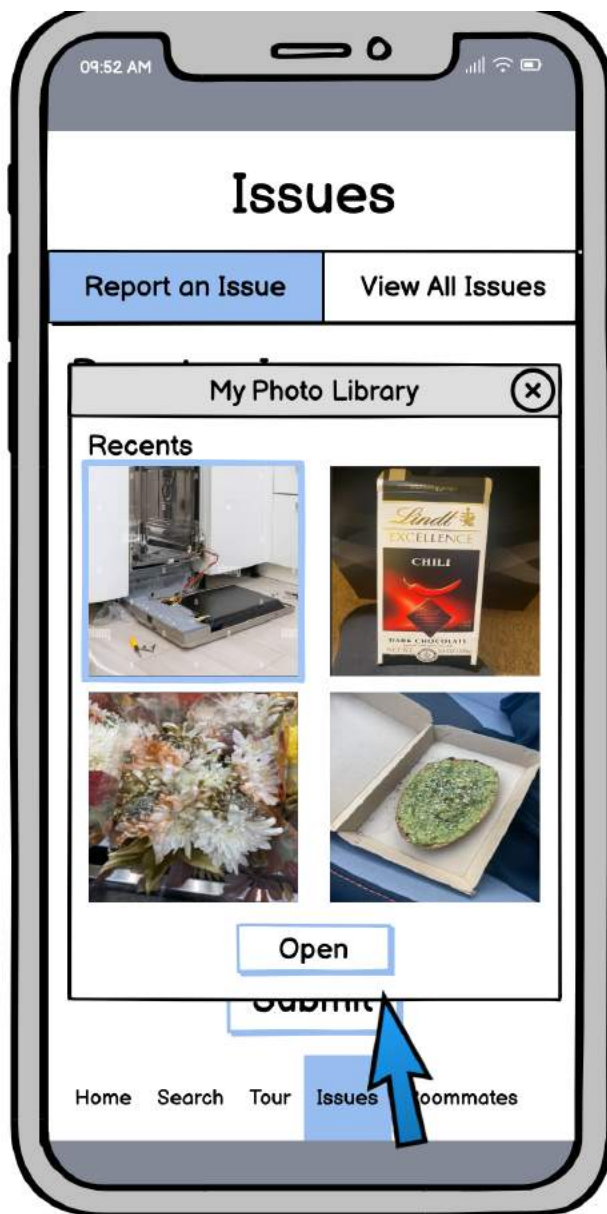 09:52 AM
Issues
Report an Issue
View All Issues
My Photo Library
Recents
Lindt
EXCELLENCE
CHILI
DARK CHOCOLATE
Open
Submit
Home
Search
Tour
Issues
Roommates